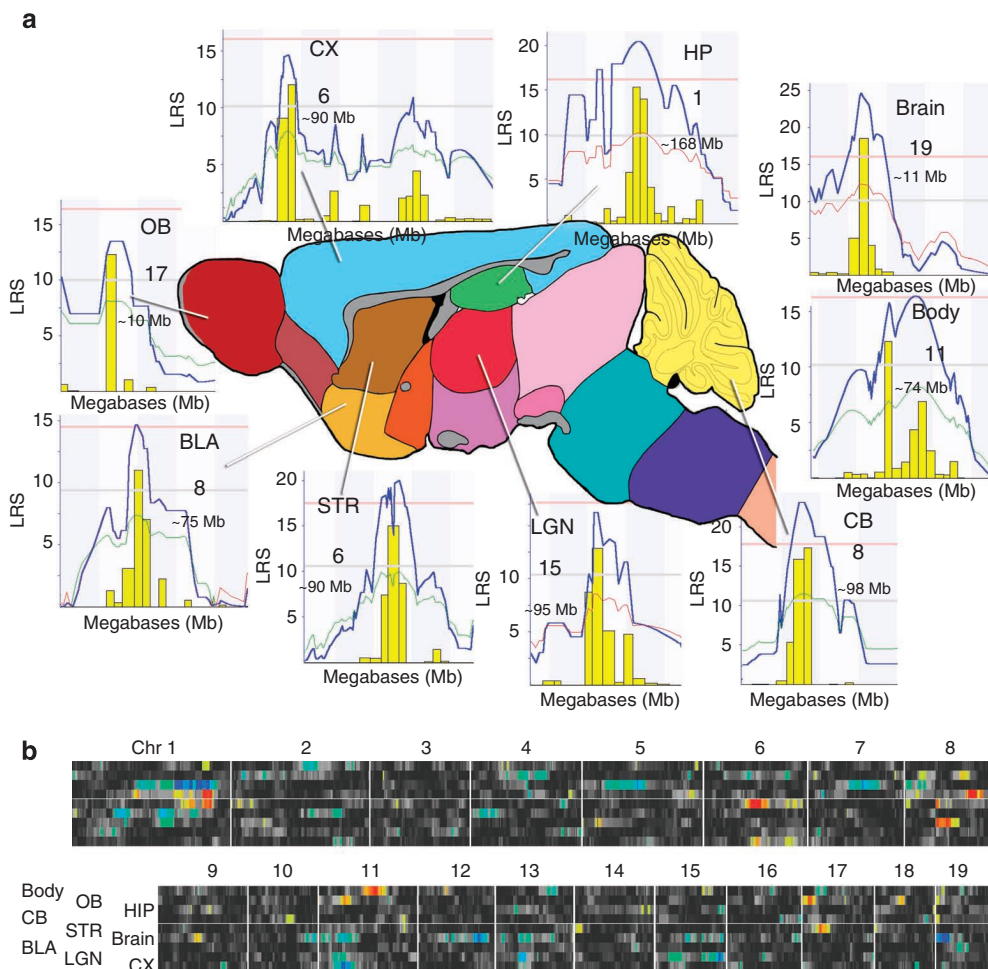 a
CX
6
~90 Mb
15
10
5
LRS
Megabases (Mb)
HP
1
~168 Mb
20
15
10
5
LRS
Megabases (Mb)
Brain
19
~11 Mb
25
20
15
10
5
LRS
Megabases (Mb)
OB
17
~10 Mb
15
10
5
LRS
Megabases (Mb)
Body
11
~74 Mb
15
10
5
LRS
Megabases (Mb)
BLA
8
~75 Mb
15
10
5
LRS
Megabases (Mb)
STR
6
~90 Mb
20
15
10
5
LRS
Megabases (Mb)
LGN
15
~95 Mb
10
5
LRS
Megabases (Mb)
CB
8
~98 Mb
20
15
10
5
LRS
Megabases (Mb)
b
Chr 1 2 3 4 5 6 7 8
9 10 11 12 13 14 15 16 17 18 19
Body OB
CB HIP
STR
BLA Brain
LGN CX